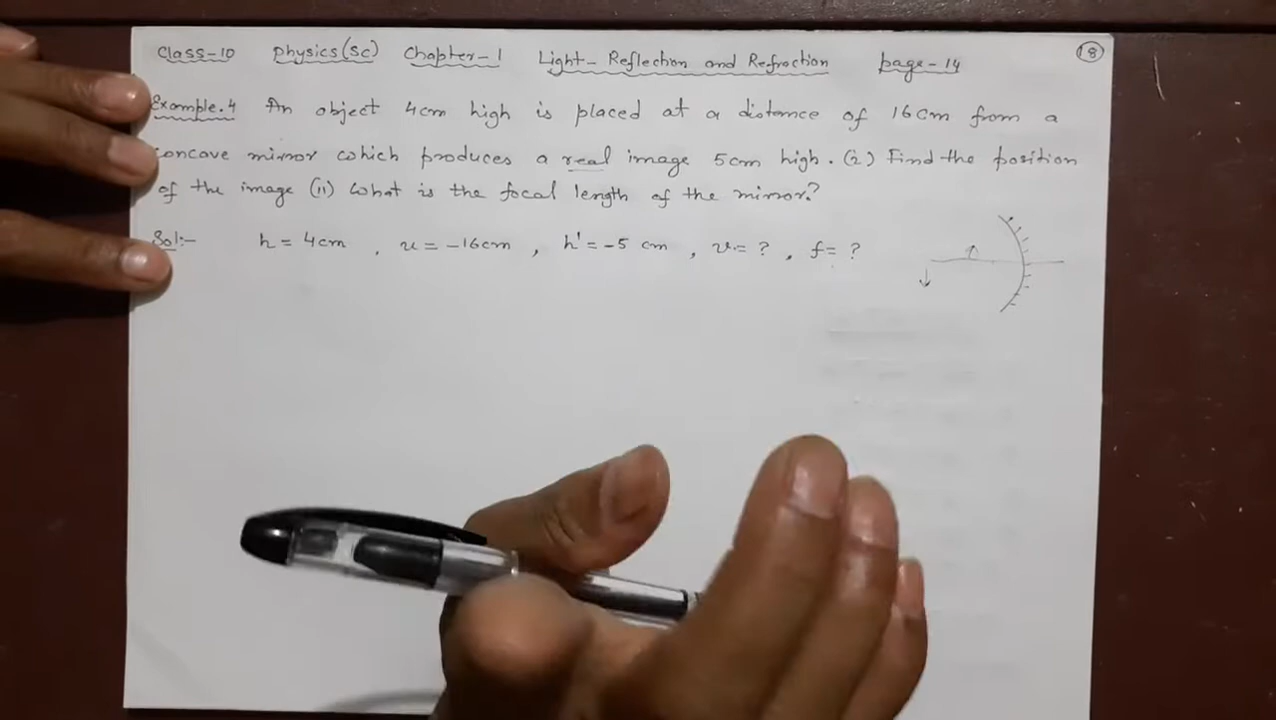 Class-10 Physics(SC) Chapter-1 Light-Reflection and Refraction page-14 18
Example.4 An object 4cm high is placed at a distance of 16cm from a
concave mirror which produces a real image 5cm high. (i) Find the position
of the image (ii) What is the focal length of the mirror?
Sol:- h = 4cm , u = -16cm , h' = -5 cm , v = ? , f = ?